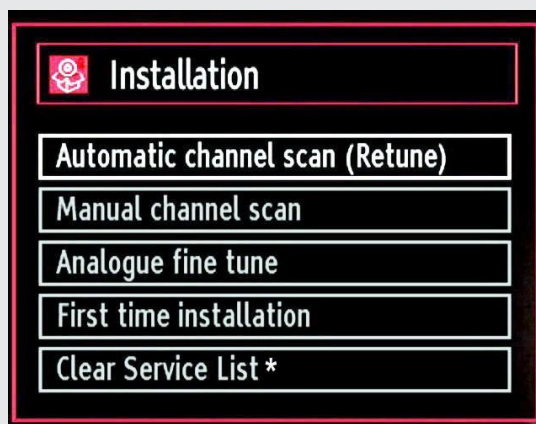 Installation
Automatic channel scan (Retune)
Manual channel scan
Analogue fine tune
First time installation
Clear Service List *